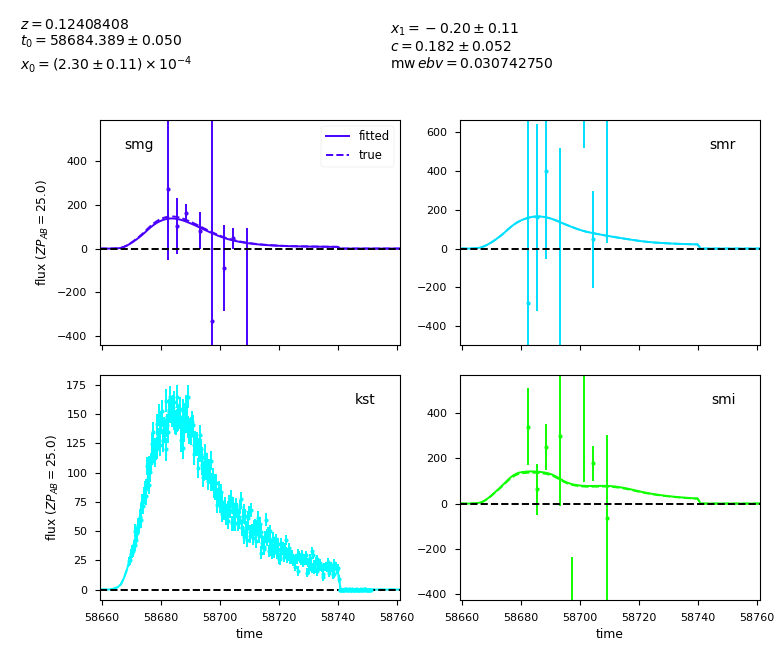 z = 0.12408408
t₀ = 58684.389 ± 0.050
x₀ = (2.30 ± 0.11) × 10⁻⁴
x₁ = −0.20 ± 0.11
c = 0.182 ± 0.052
mw ebv = 0.030742750
smg
fitted
true
flux (ZP_AB = 25.0)
400
200
0
−200
−400
smr
600
400
200
0
−200
−400
kst
flux (ZP_AB = 25.0)
175
150
125
100
75
50
25
0
58660 58680 58700 58720 58740 58760
time
smi
400
200
0
−200
−400
58660 58680 58700 58720 58740 58760
time